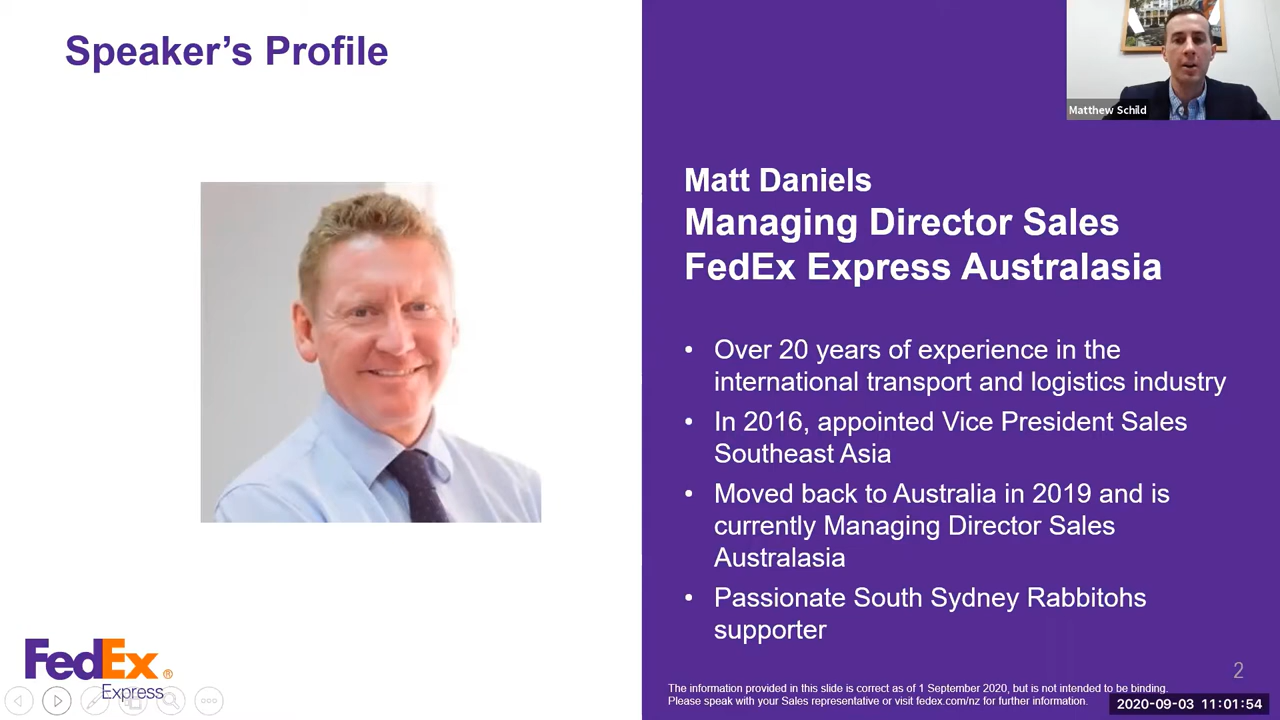 Speaker's Profile
Matthew Schild
Matt Daniels
Managing Director Sales
FedEx Express Australasia
• Over 20 years of experience in the
international transport and logistics industry
• In 2016, appointed Vice President Sales
Southeast Asia
• Moved back to Australia in 2019 and is
currently Managing Director Sales
Australasia
• Passionate South Sydney Rabbitohs
supporter
FedEx®
Express
2
The information provided in this slide is correct as of 1 September 2020, but is not intended to be binding.
Please speak with your Sales representative or visit fedex.com/nz for further information.
2020-09-03 11:01:54